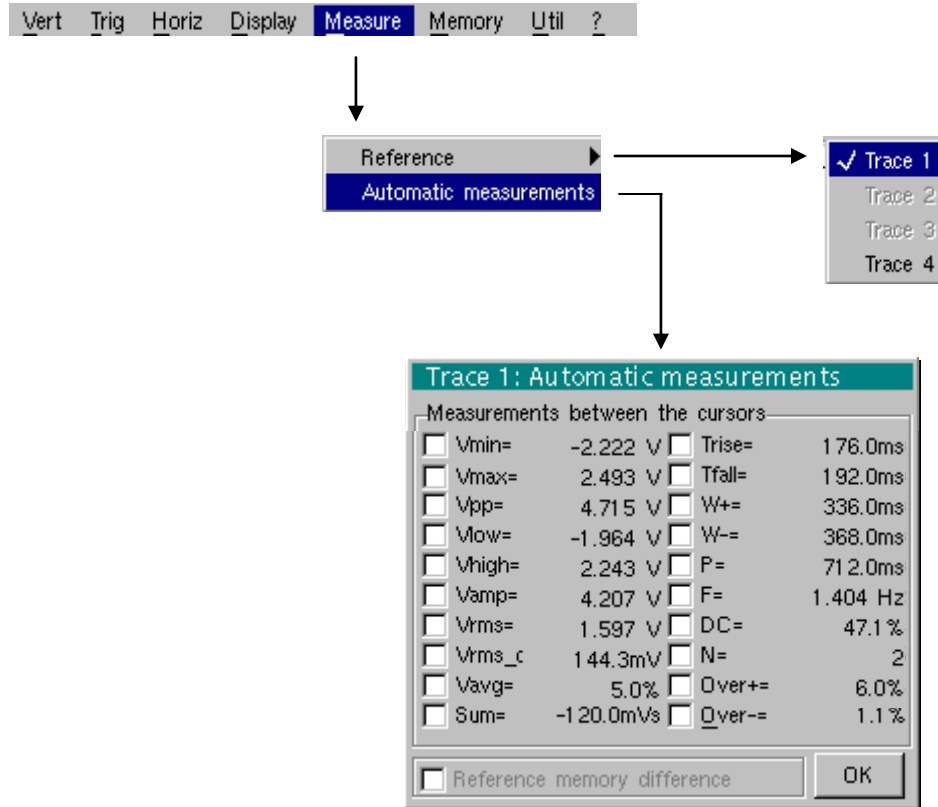 Vert Trig Horiz Display Measure Memory Util ?
Reference
Automatic measurements
Trace 1
Trace 2
Trace 3
Trace 4
Trace 1: Automatic measurements
Measurements between the cursors
Vmin= -2.222 V Trise= 176.0ms
Vmax= 2.493 V Tfall= 192.0ms
Vpp= 4.715 V W+= 336.0ms
Vlow= -1.964 V W-= 368.0ms
Vhigh= 2.243 V P= 712.0ms
Vamp= 4.207 V F= 1.404 Hz
Vrms= 1.597 V DC= 47.1%
Vrms_c 144.3mV N= 2
Vavg= 5.0% Over+= 6.0%
Sum= -120.0mVs Over-= 1.1%
Reference memory difference OK